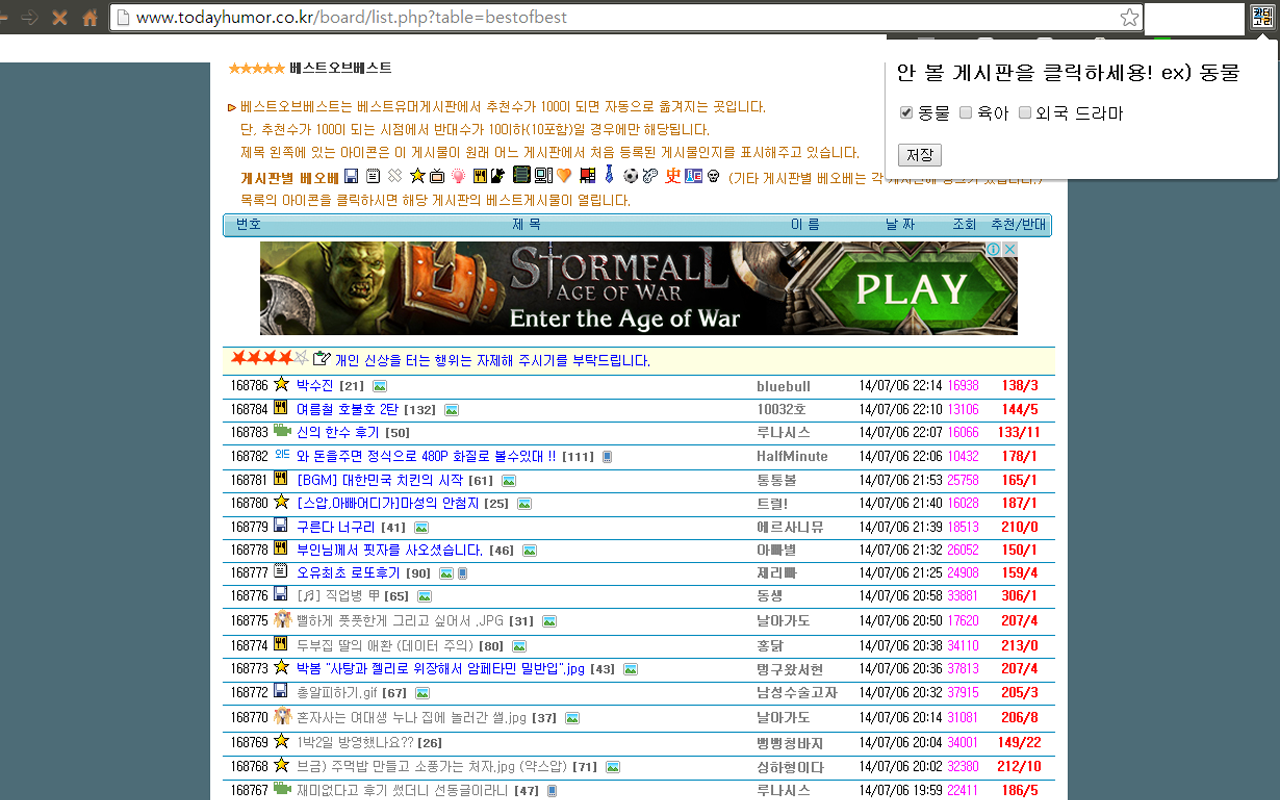 www.todayhumor.co.kr/board/list.php?table=bestofbest
안 볼 게시판을 클릭하세용! ex) 동물
동물 육아 외국 드라마
저장
베스트오브베스트
베스트오브베스트는 베스트유머게시판에서 추천수가 100이 되면 자동으로 옮겨지는 곳입니다.
단, 추천수가 100이 되는 시점에서 반대수가 10이하(10포함)일 경우에만 해당됩니다.
제목 왼쪽에 있는 아이콘은 이 게시물이 원래 어느 게시판에서 처음 등록된 게시물인지를 표시해주고 있습니다.
게시판별 베오베 (기타 게시판별 베오베는 각
목록의 아이콘을 클릭하시면 해당 게시판의 베스트게시물이 열립니다.
번호 제 목 이 름 날 짜 조회 추천/반대
STORMFALL
AGE OF WAR
Enter the Age of War
PLAY
개인 신상을 터는 행위는 자제해 주시기를 부탁드립니다.
168786 박수진 [21] bluebull 14/07/06 22:14 16938 138/3
168784 여름철 호불호 2탄 [132] 10032호 14/07/06 22:10 13106 144/5
168783 신의 한수 후기 [50] 루나시스 14/07/06 22:07 16066 133/11
168782 와 돈을주면 정식으로 480P 화질로 볼수있대 !! [111] HalfMinute 14/07/06 22:06 10432 178/1
168781 [BGM] 대한민국 치킨의 시작 [61] 통통볼 14/07/06 21:53 25758 165/1
168780 [스압,아빠어디가]마성의 안첨지 [25] 트럴! 14/07/06 21:40 16028 187/1
168779 구른다 너구리 [41] 에르사니뮤 14/07/06 21:39 18513 210/0
168778 부인님께서 핏자를 사오셨습니다. [46] 아빠별 14/07/06 21:32 26052 150/1
168777 오유최초 로또후기 [90] 제리빠 14/07/06 21:25 24908 159/4
168776 [♬] 직업병 甲 [65] 동생 14/07/06 20:58 33881 306/1
168775 뻘하게 풋풋한게 그리고 싶어서 .JPG [31] 날아가도 14/07/06 20:50 17620 207/4
168774 두부집 딸의 애환 (데이터 주의) [80] 홍닭 14/07/06 20:38 34110 213/0
168773 박봄 "사탕과 젤리로 위장해서 암페타민 밀반입".jpg [43] 멍구왔서현 14/07/06 20:36 37813 207/4
168772 총알피하기.gif [67] 남성수술고자 14/07/06 20:32 37915 205/3
168770 혼자사는 여대생 누나 집에 놀러간 썰.jpg [37] 날아가도 14/07/06 20:14 31081 206/8
168769 1박2일 방영했나요?? [26] 뻥뻥청바지 14/07/06 20:04 34001 149/22
168768 브금) 주먹밥 만들고 소풍가는 처자.jpg (약스압) [71] 싱하형이다 14/07/06 20:02 32380 212/10
168767 재미없다고 후기 썼더니 선동글이라니 [47] 루나시스 14/07/06 19:59 22411 186/5